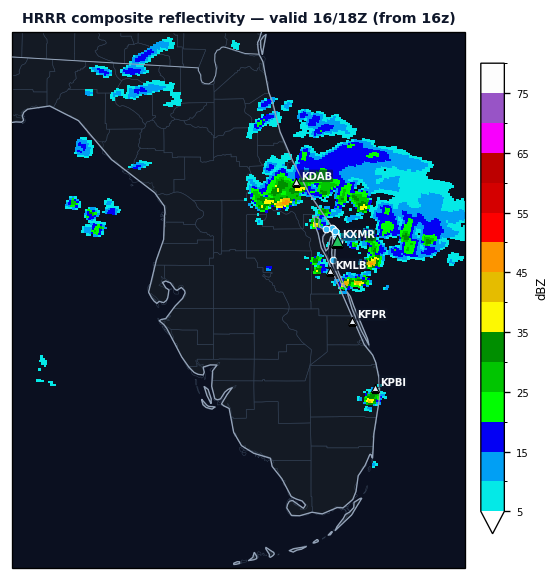 HRRR composite reflectivity — valid 16/18Z (from 16z)
KDAB
KXMR
KMLB
KFPR
KPBI
75
65
55
45
35
25
15
5
dBZ